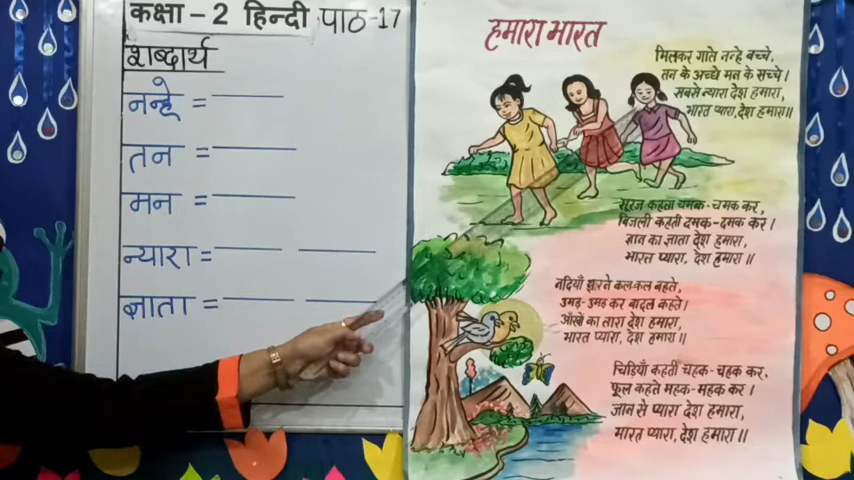 कक्षा - 2 हिन्दी पाठ-17
शब्दार्थ
नन्हे =
तन =
मन =
न्यारा =
ज्ञाता =
हमारा भारत
मिलकर गाते नन्हे बच्चे,
तन के अच्छे मन के सच्चे।
सबसे न्यारा देश हमारा,
भारत प्यारा, देश हमारा॥
सूरज कहता चमक-चमक कर,
बिजली कहती दमक-दमक कर।
ज्ञान का ज्ञाता देश हमारा,
भारत प्यारा, देश हमारा॥
नदियाँ झरने कलकल बहते,
उमड़-उमड़ कर बादल कहते।
आँखों का तारा देश हमारा,
भारत प्यारा, देश हमारा॥
चिड़ियाँ कहतीं चहक-चहक कर,
फूल कहते महक-महक कर।
जान से प्यारा देश हमारा,
भारत प्यारा, देश हमारा॥